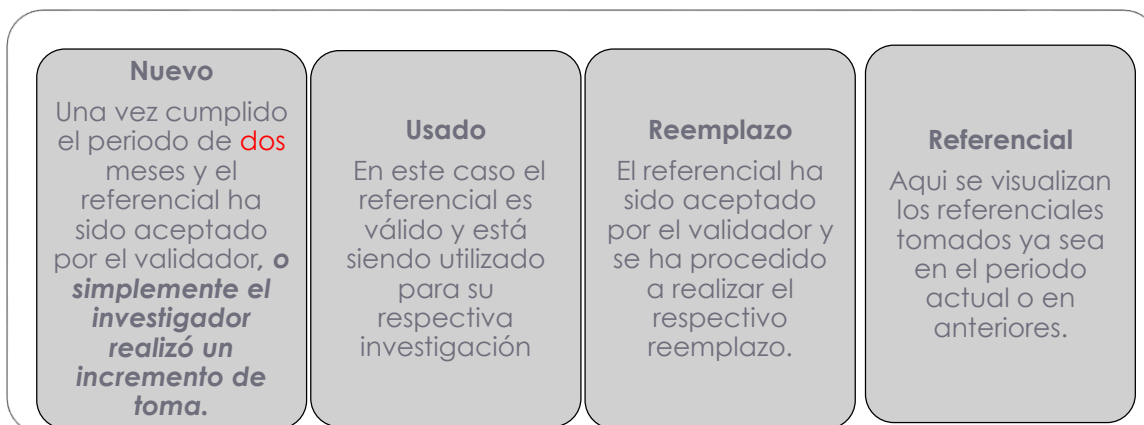 Nuevo
Una vez cumplido
el periodo de dos
meses y el
referencial ha
sido aceptado
por el validador, o
simplemente el
investigador
realizó un
incremento de
toma.
Usado
En este caso el
referencial es
válido y está
siendo utilizado
para su
respectiva
investigación
Reemplazo
El referencial ha
sido aceptado
por el validador y
se ha procedido
a realizar el
respectivo
reemplazo.
Referencial
Aqui se visualizan
los referenciales
tomados ya sea
en el periodo
actual o en
anteriores.